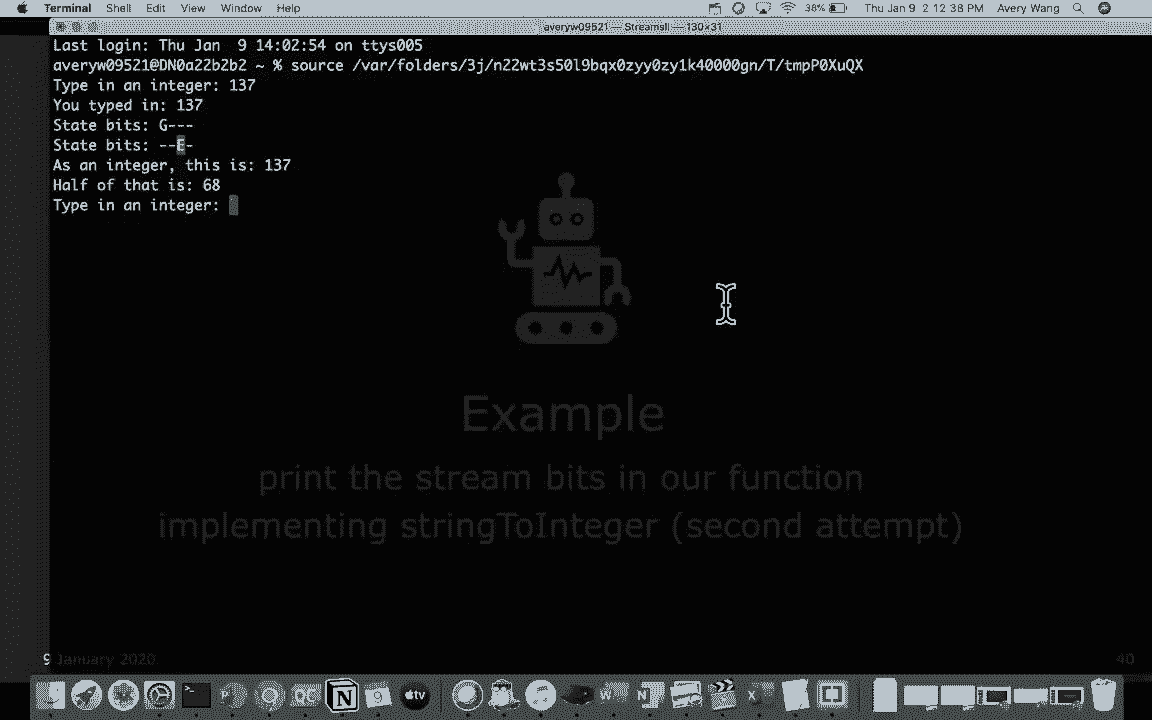 Terminal Shell Edit View Window Help 38% Thu Jan 9 2 12 38 PM Avery Wang
averyw09521 — StreamsII — 130×31
Last login: Thu Jan  9 14:02:54 on ttys005
averyw09521@DN0a22b2b2 ~ % source /var/folders/3j/n22wt3s50l9bqx0zyy0zy1k40000gn/T/tmpP0XuQX
Type in an integer: 137
You typed in: 137
State bits: G---
State bits: --E-
As an integer, this is: 137
Half of that is: 68
Type in an integer:
Example
print the stream bits in our function
implementing stringToInteger (second attempt)
9 January 2020
40
tv